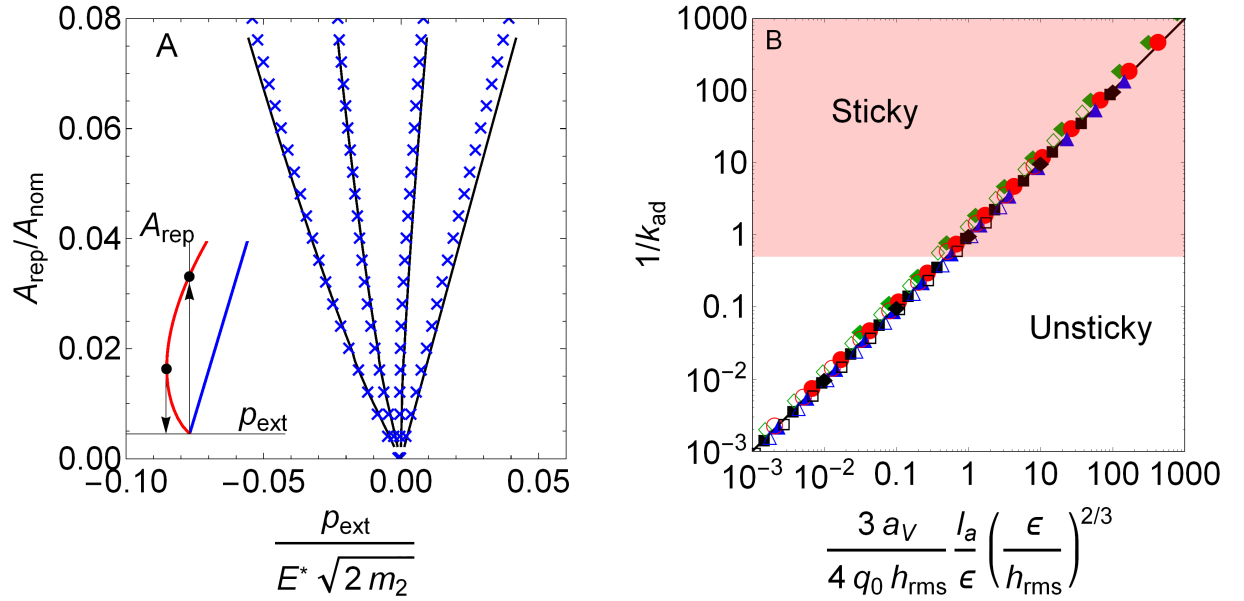 A
0.08
0.06
0.04
0.02
0.00
A_rep/A_nom
A_rep
p_ext
−0.10 −0.05 0.00 0.05
p_ext
E* √2 m_2
B
Sticky
Unsticky
1000
100
10
1
0.1
10^−2
10^−3
1/k_ad
10^−3 10^−2 0.1 1 10 100 1000
3 a_V l_a ( ϵ )^2/3
4 q_0 h_rms ϵ ( h_rms )